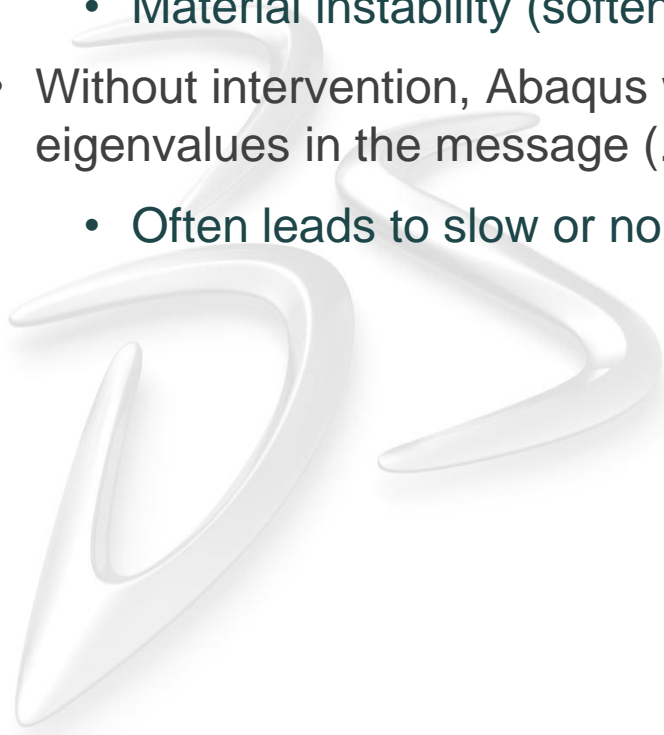 • Material instability (soften
• Without intervention, Abaqus
eigenvalues in the message (.
• Often leads to slow or no